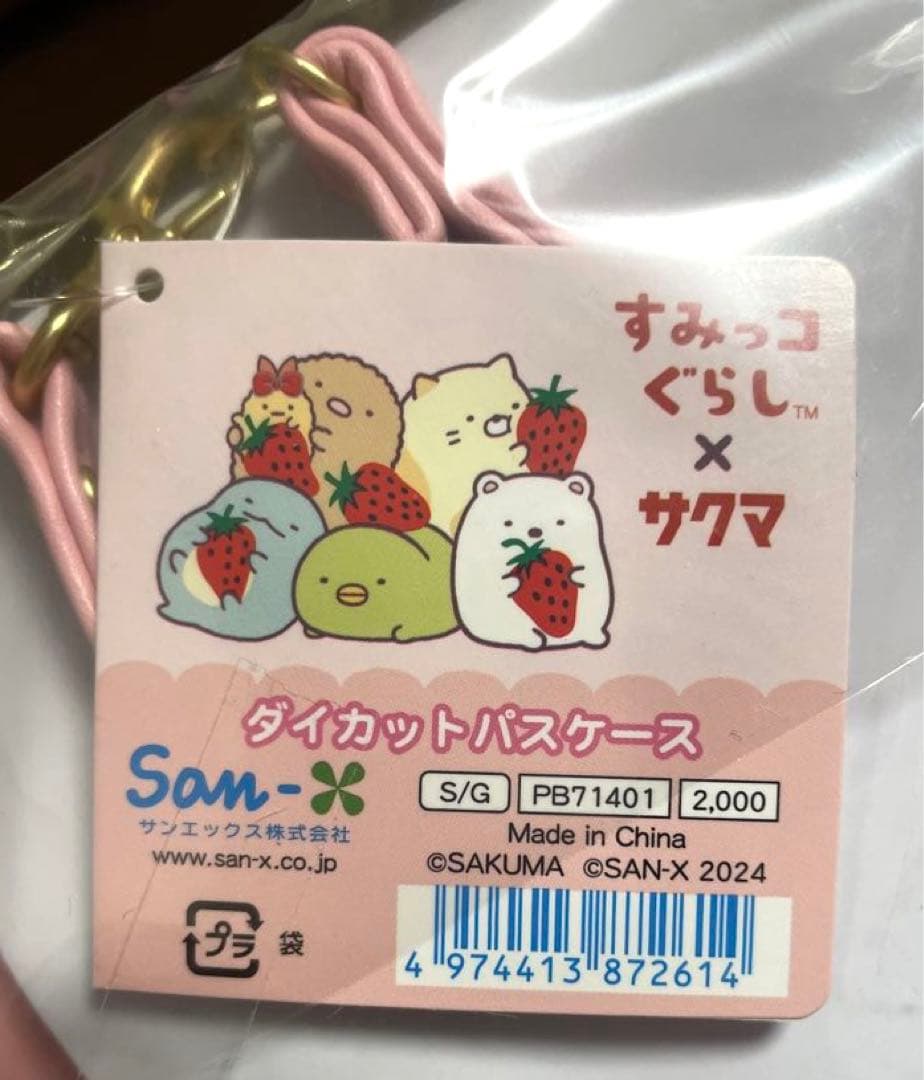 すみっコ
ぐらし™
×
サクマ
ダイカットパスケース
San-X
サンエックス株式会社
www.san-x.co.jp
S/G PB71401 2,000
Made in China
©SAKUMA ©SAN-X 2024
プラ 袋
4 974413 872614